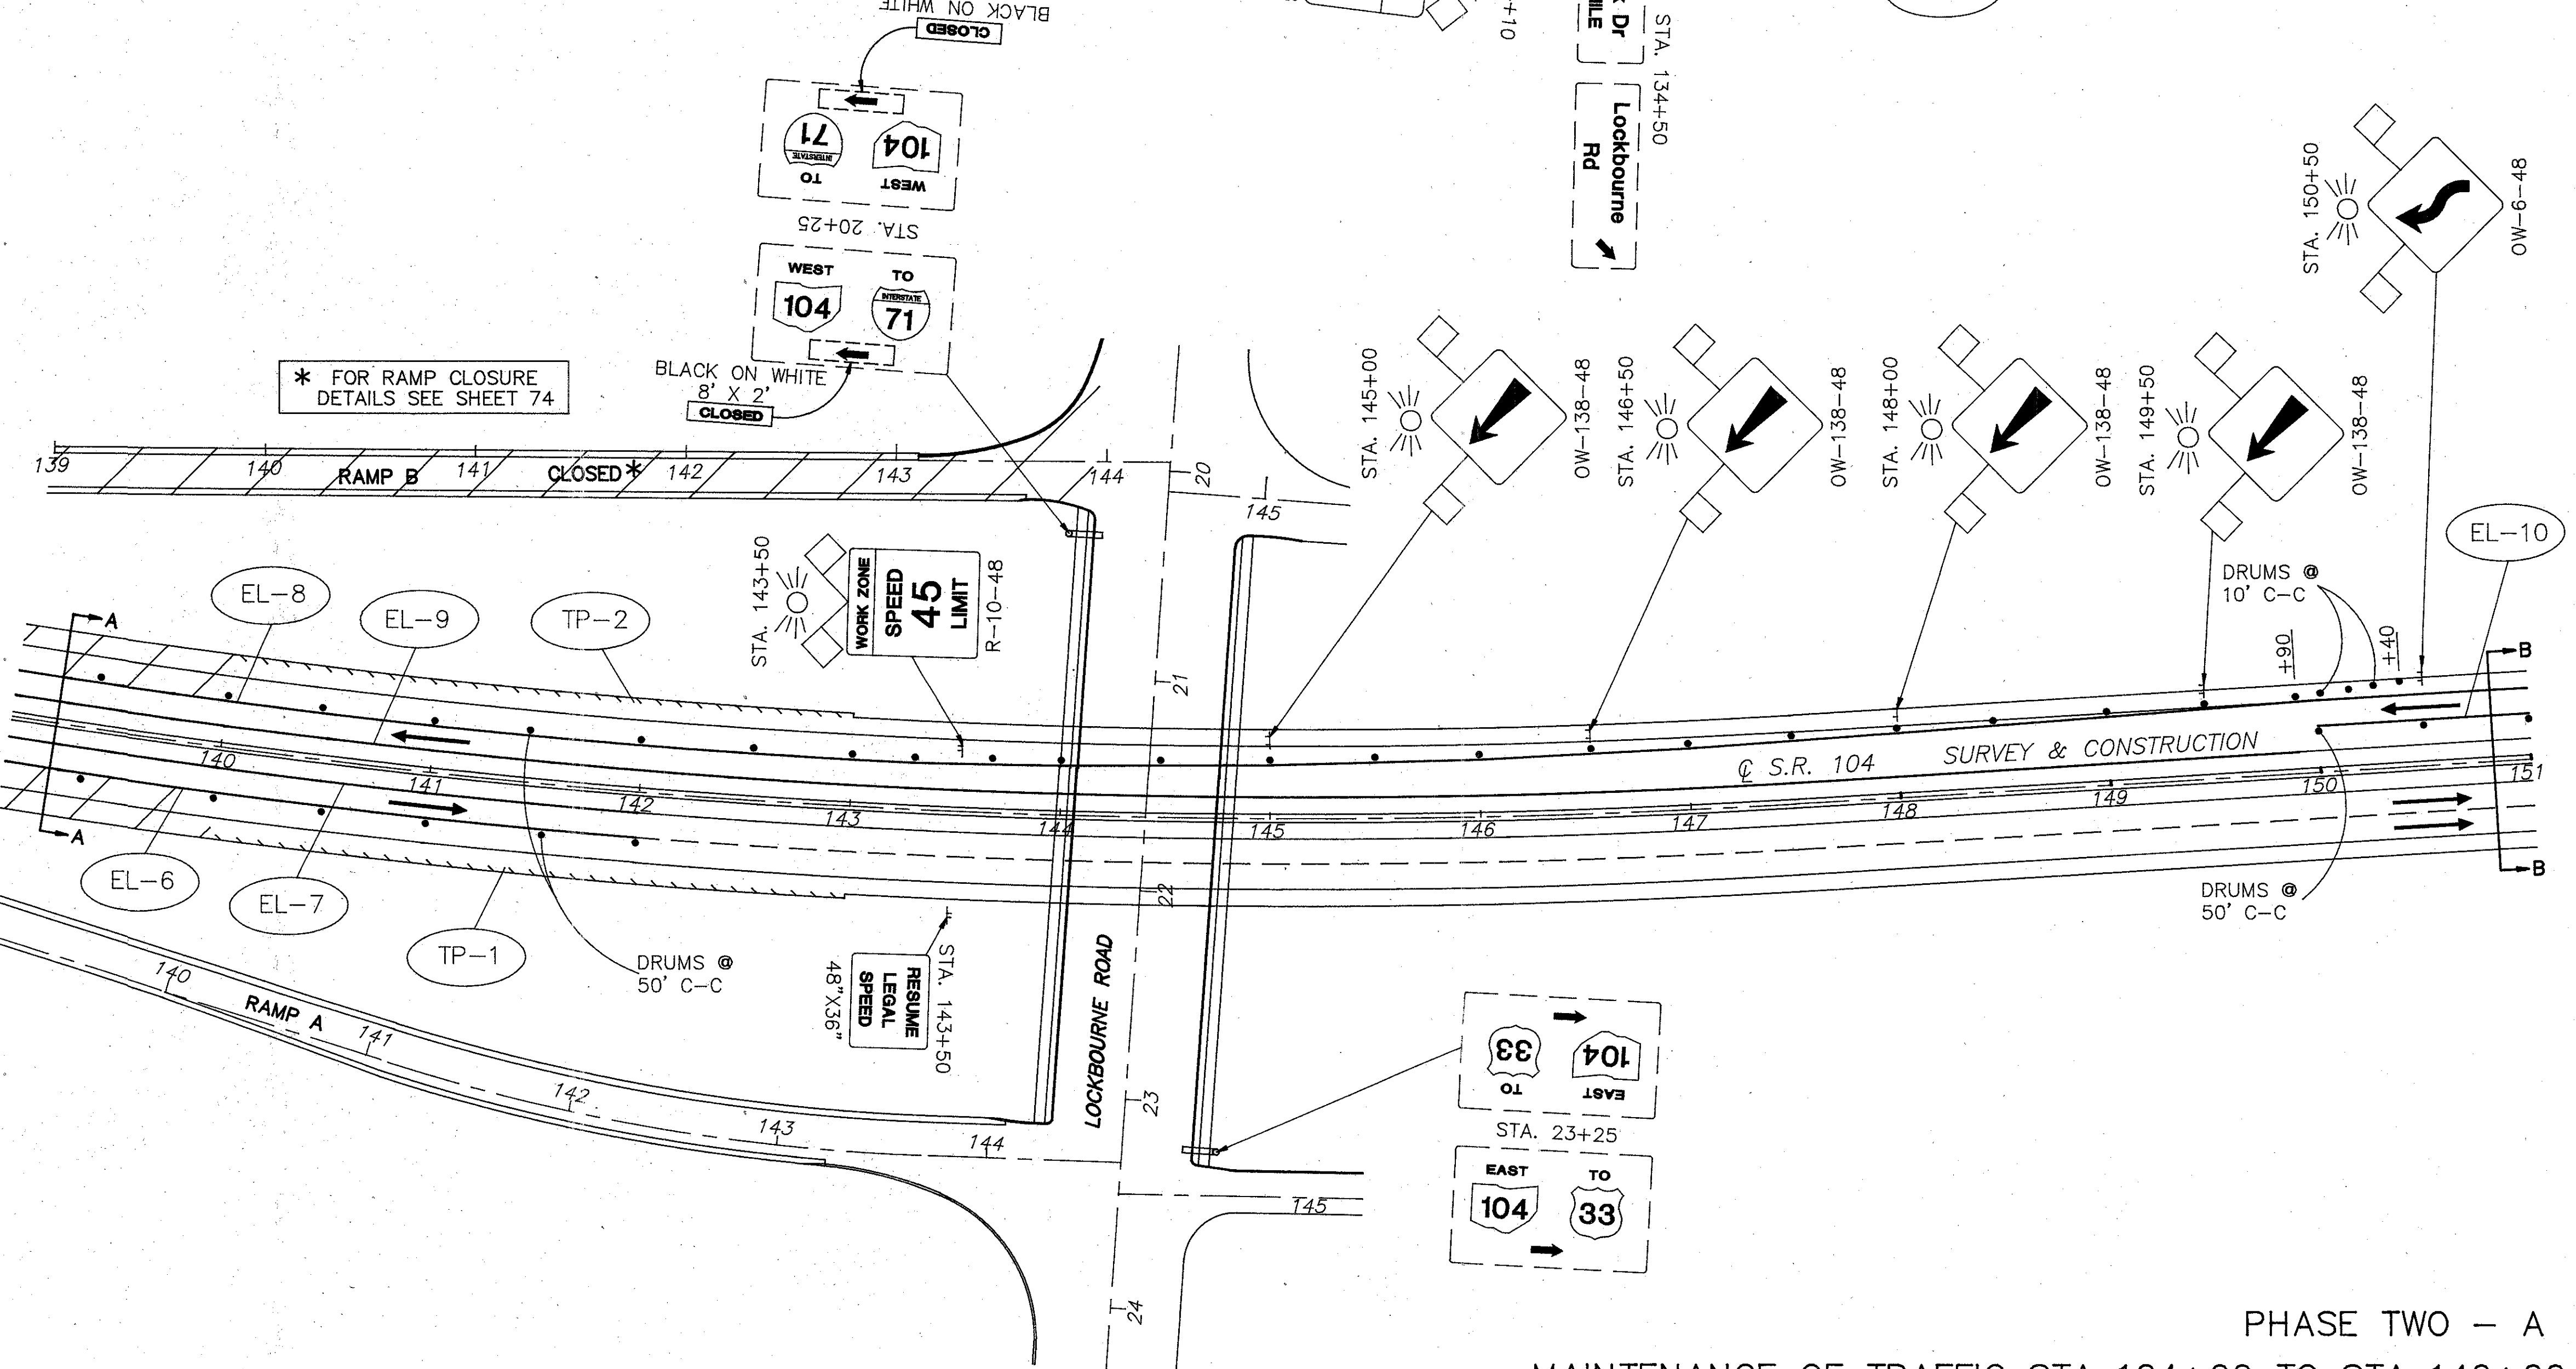 BLACK ON WHITE
CLOSED
71
INTERSTATE
TO
104
WEST
STA. 20+25
WEST
104
TO
INTERSTATE
71
BLACK ON WHITE
8' X 2'
CLOSED
* FOR RAMP CLOSURE
DETAILS SEE SHEET 74
+10
Dr
STA. 134+50
Lockbourne
Rd
STA. 150+50
OW-6-48
STA. 145+00
OW-138-48
STA. 146+50
OW-138-48
STA. 148+00
OW-138-48
STA. 149+50
OW-138-48
139
140
RAMP B
141
CLOSED*
142
143
144
20
145
EL-10
DRUMS @
10' C-C
+90
+40
STA. 143+50
WORK ZONE
SPEED
45
LIMIT
R-10-48
A
EL-8
EL-9
TP-2
21
B
140
141
142
143
144
145
146
147
148
149
150
151
℄ S.R. 104
SURVEY & CONSTRUCTION
A
EL-6
EL-7
TP-1
22
B
DRUMS @
50' C-C
DRUMS @
50' C-C
STA. 143+50
RESUME
LEGAL
SPEED
48"X36"
LOCKBOURNE ROAD
140
RAMP A
141
142
143
144
23
145
24
33
TO
104
EAST
STA. 23+25
EAST
104
TO
33
PHASE TWO - A